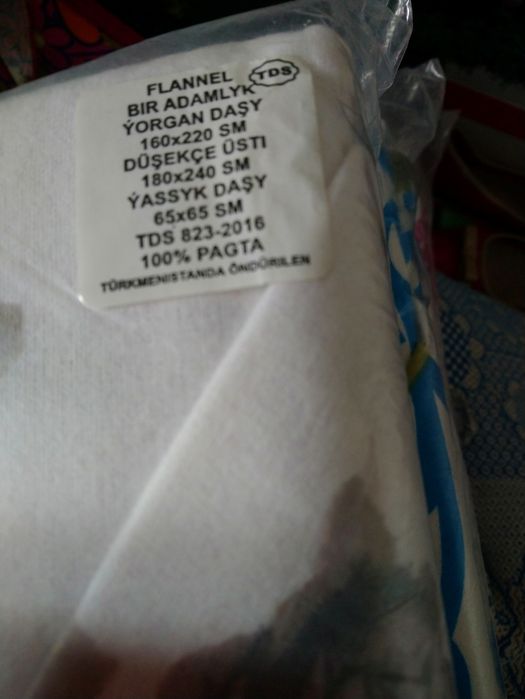 FLANNEL
TDS
BIR ADAMLYK
ÝORGAN DAŞY
160x220 SM
DÜŞEKÇE ÜSTI
180x240 SM
ÝASSYK DAŞY
65x65 SM
TDS 823-2016
100% PAGTA
TÜRKMENISTANDA ÖNDÜRILEN